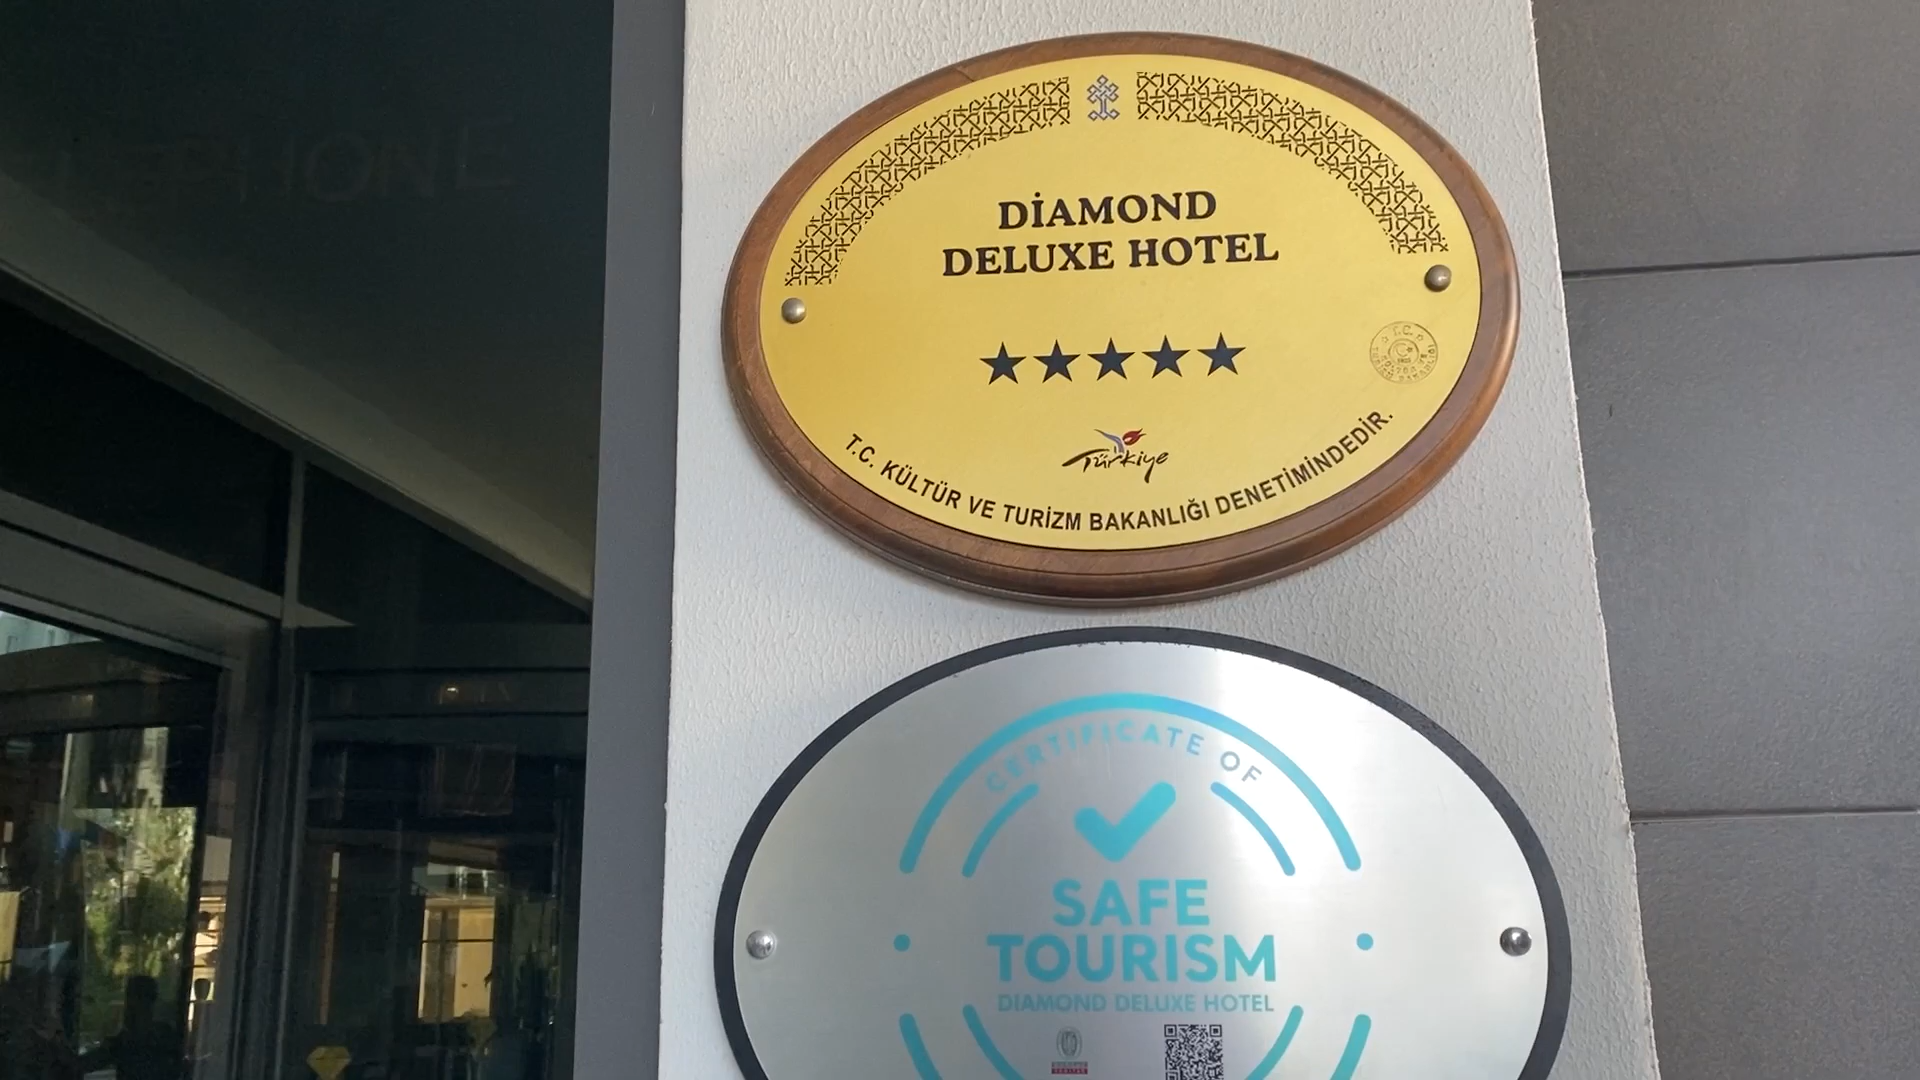 DİAMOND
DELUXE HOTEL
Türkiye
T.C. KÜLTÜR VE TURİZM BAKANLIĞI DENETİMİNDEDİR.
CERTIFICATE OF
SAFE
TOURISM
DIAMOND DELUXE HOTEL